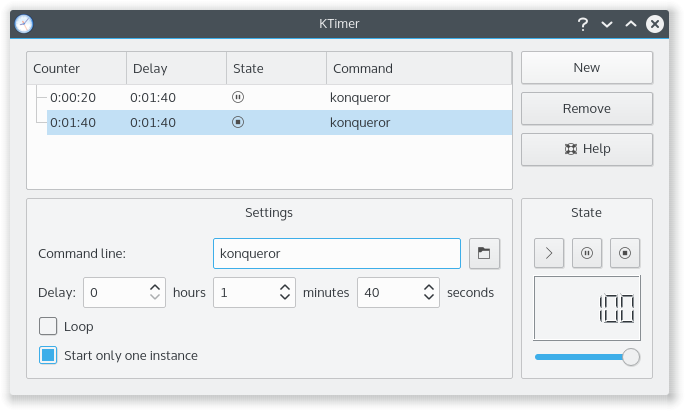 KTimer
Counter Delay State Command
0:00:20 0:01:40 konqueror
0:01:40 0:01:40 konqueror
New
Remove
Help
Settings
Command line: konqueror
Delay: 0 hours 1 minutes 40 seconds
Loop
Start only one instance
State
100